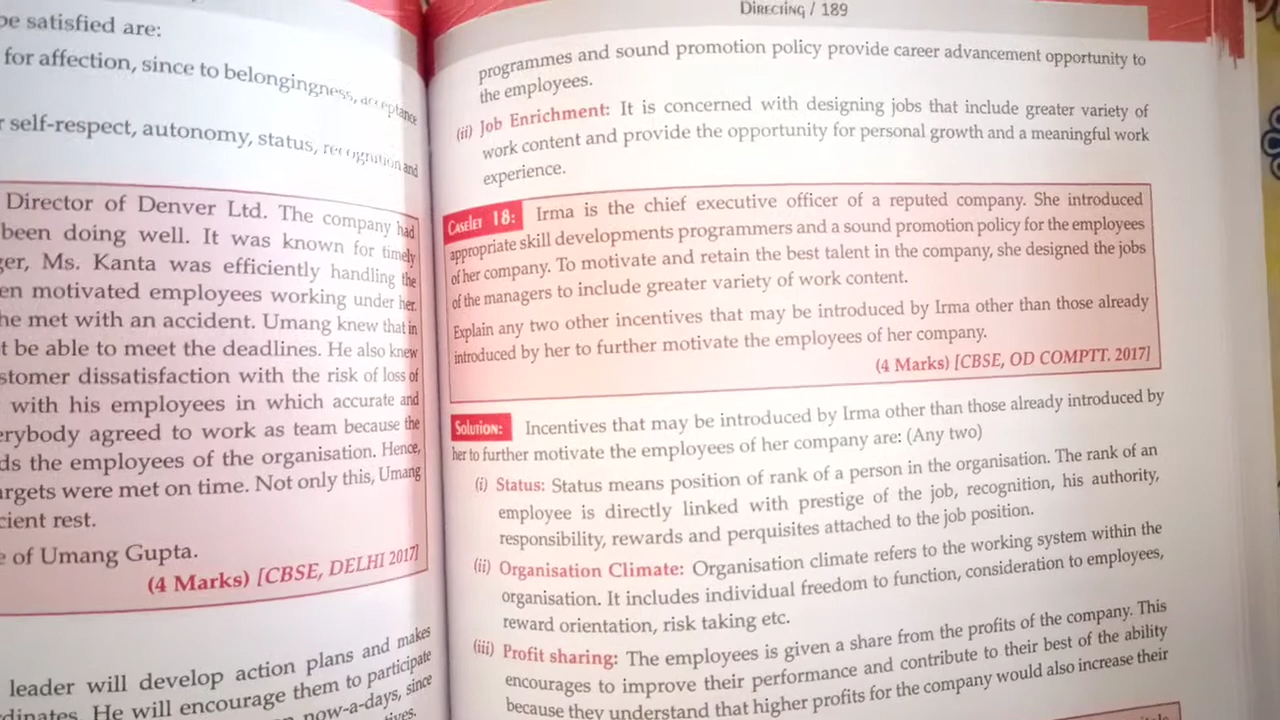 be satisfied are:
for affection, since to belongingness, acceptance
self-respect, autonomy, status, recognition and
Director of Denver Ltd. The company had
been doing well. It was known for timely
Ms. Kanta was efficiently handling the
motivated employees working under her.
he met with an accident. Umang knew that in
t be able to meet the deadlines. He also knew
stomer dissatisfaction with the risk of loss of
with his employees in which accurate and
erybody agreed to work as team because the
ds the employees of the organisation. Hence,
argets were met on time. Not only this, Umang
cient rest.
of Umang Gupta.
(4 Marks) [CBSE, DELHI 2017]
leader will develop action plans and makes
dinates. He will encourage them to participate
now-a-days, since
DIRECTING / 189
programmes and sound promotion policy provide career advancement opportunity to
the employees.
(ii) Job Enrichment: It is concerned with designing jobs that include greater variety of
work content and provide the opportunity for personal growth and a meaningful work
experience.
CASELET 18: Irma is the chief executive officer of a reputed company. She introduced
appropriate skill developments programmers and a sound promotion policy for the employees
of her company. To motivate and retain the best talent in the company, she designed the jobs
of the managers to include greater variety of work content.
Explain any two other incentives that may be introduced by Irma other than those already
introduced by her to further motivate the employees of her company.
(4 Marks) [CBSE, OD COMPTT. 2017]
Solution: Incentives that may be introduced by Irma other than those already introduced by
her to further motivate the employees of her company are: (Any two)
(i) Status: Status means position of rank of a person in the organisation. The rank of an
employee is directly linked with prestige of the job, recognition, his authority,
responsibility, rewards and perquisites attached to the job position.
(ii) Organisation Climate: Organisation climate refers to the working system within the
organisation. It includes individual freedom to function, consideration to employees,
reward orientation, risk taking etc.
(iii) Profit sharing: The employees is given a share from the profits of the company. This
encourages to improve their performance and contribute to their best of the ability
because they understand that higher profits for the company would also increase their